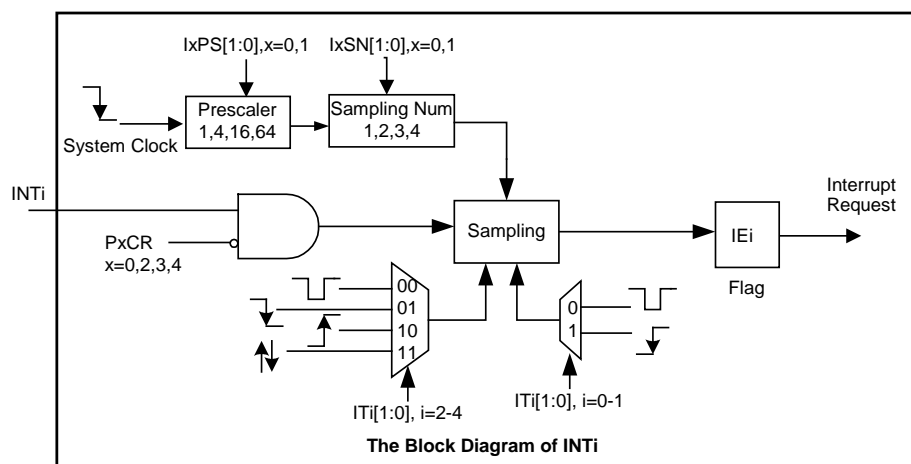 IxPS[1:0],x=0,1
IxSN[1:0],x=0,1
Prescaler
1,4,16,64
Sampling Num
1,2,3,4
System Clock
INTi
PxCR
x=0,2,3,4
Sampling
IEi
Flag
Interrupt
Request
00
01
10
11
0
1
ITi[1:0], i=2-4
ITi[1:0], i=0-1
The Block Diagram of INTi